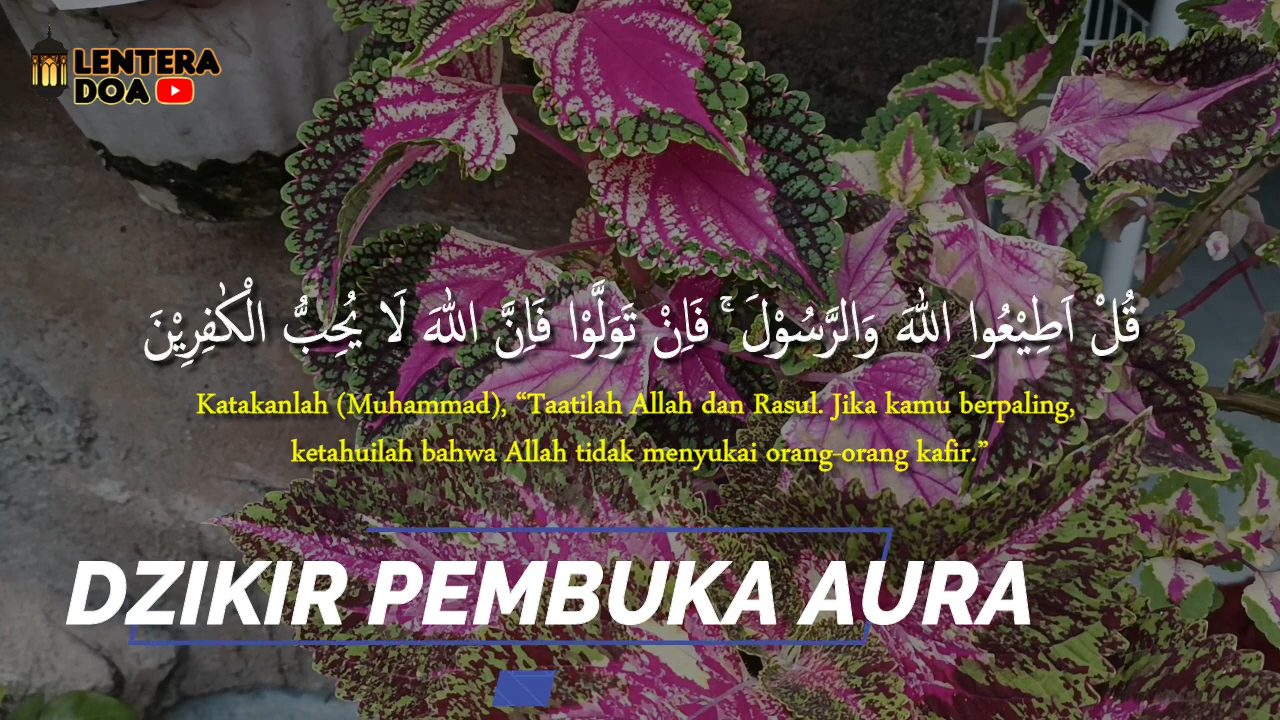 LENTERA
DOA
قُلْ اَطِيْعُوا اللّٰهَ وَالرَّسُوْلَ ۚ فَاِنْ تَوَلَّوْا فَاِنَّ اللّٰهَ لَا يُحِبُّ الْكٰفِرِيْنَ
Katakanlah (Muhammad), “Taatilah Allah dan Rasul. Jika kamu berpaling,
ketahuilah bahwa Allah tidak menyukai orang-orang kafir.”
DZIKIR PEMBUKA AURA